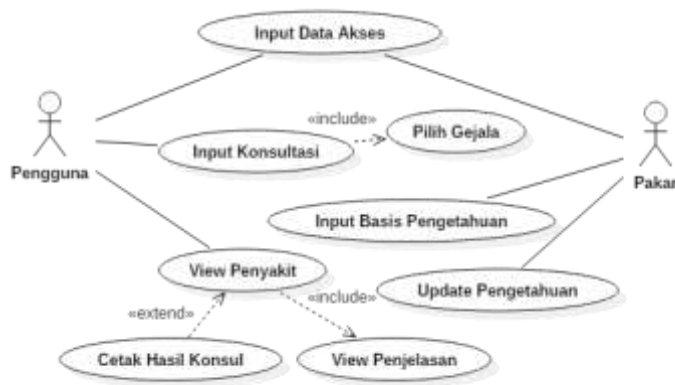 Input Data Akses
«include»
Pilih Gejala
Input Konsultasi
Pengguna
Pakar
Input Basis Pengetahuan
View Penyakit
Update Pengetahuan
«include»
«extend»
Cetak Hasil Konsul
View Penjelasan